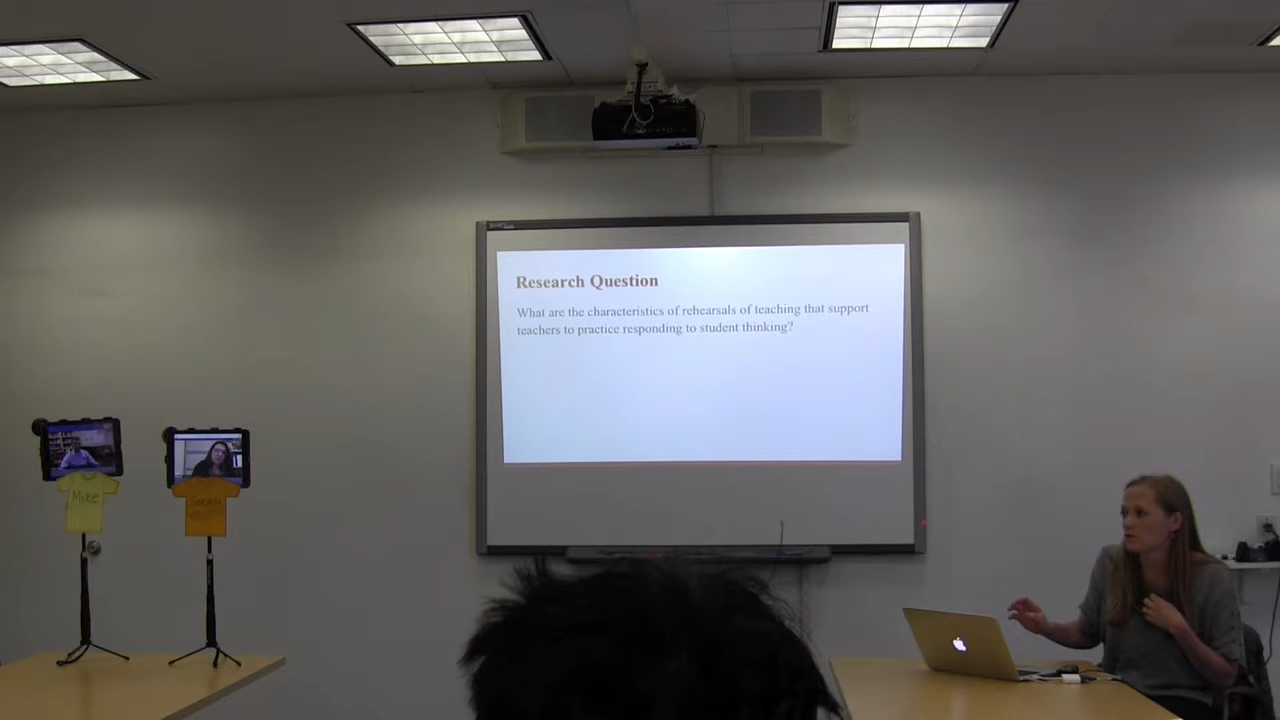 Research Question
What are the characteristics of rehearsals of teaching that support
teachers to practice responding to student thinking?
Mike